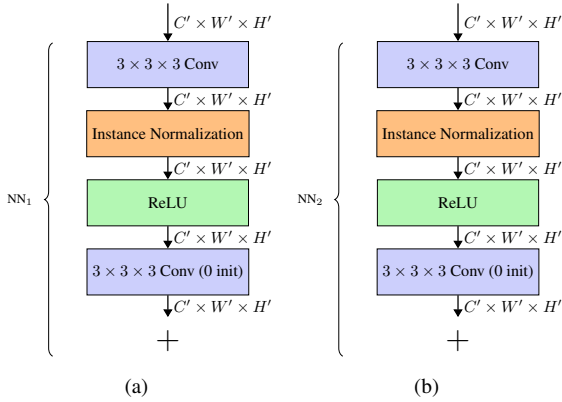 C′ × W′ × H′
3 × 3 × 3 Conv
C′ × W′ × H′
Instance Normalization
C′ × W′ × H′
NN₁
ReLU
C′ × W′ × H′
3 × 3 × 3 Conv (0 init)
C′ × W′ × H′
+
(a)
C′ × W′ × H′
3 × 3 × 3 Conv
C′ × W′ × H′
Instance Normalization
C′ × W′ × H′
NN₂
ReLU
C′ × W′ × H′
3 × 3 × 3 Conv (0 init)
C′ × W′ × H′
+
(b)